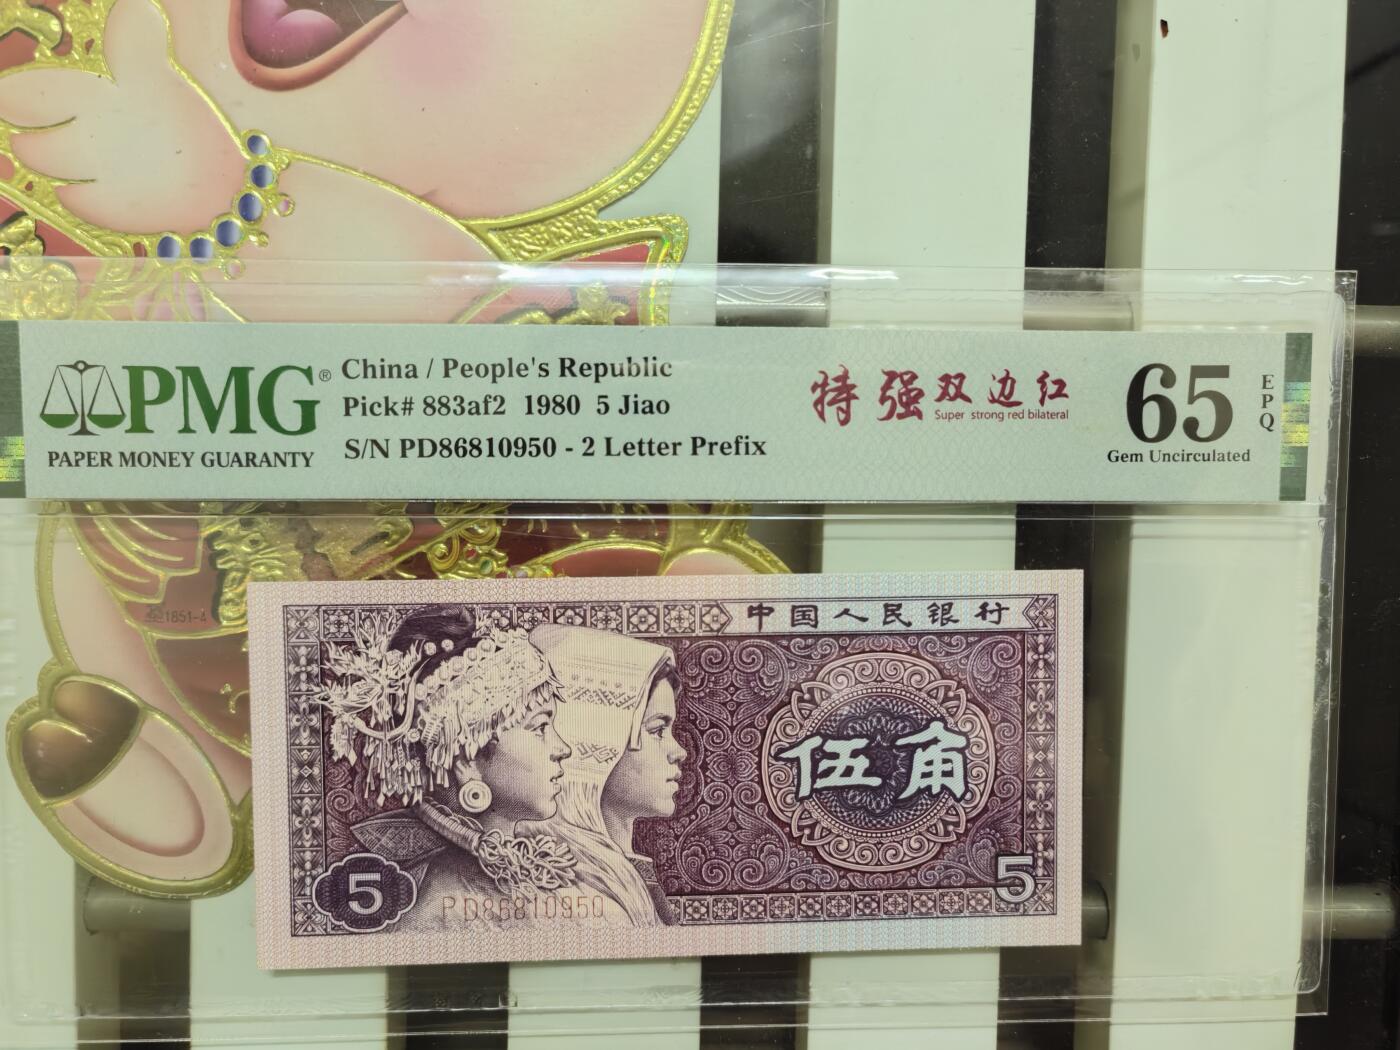 PMG®
PAPER MONEY GUARANTY
China / People's Republic
Pick# 883af2 1980 5 Jiao
S/N PD86810950 - 2 Letter Prefix
特强双边红
Super strong red bilateral
65
EPQ
Gem Uncirculated
1851-4
中国人民银行
伍角
5
PD86810950
5